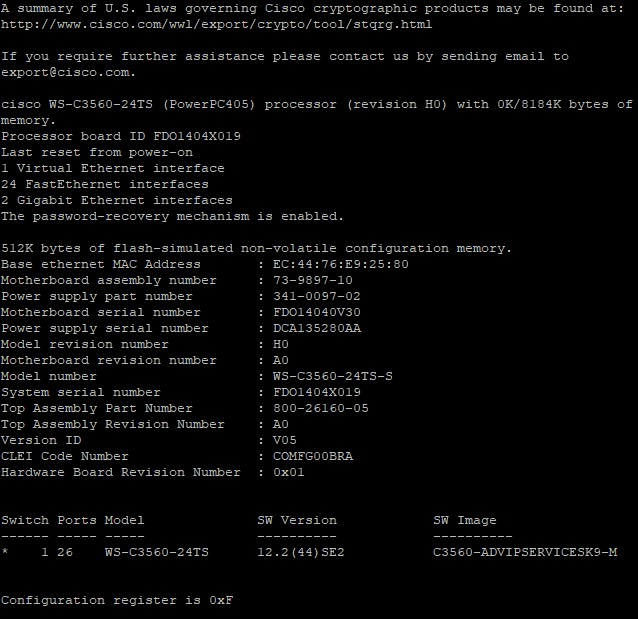 A summary of U.S. laws governing Cisco cryptographic products may be found at:
http://www.cisco.com/wwl/export/crypto/tool/stqrg.html
If you require further assistance please contact us by sending email to
export@cisco.com.
cisco WS-C3560-24TS (PowerPC405) processor (revision H0) with 0K/8184K bytes of
memory.
Processor board ID FDO1404X019
Last reset from power-on
1 Virtual Ethernet interface
24 FastEthernet interfaces
2 Gigabit Ethernet interfaces
The password-recovery mechanism is enabled.
512K bytes of flash-simulated non-volatile configuration memory.
Base ethernet MAC Address       : EC:44:76:E9:25:80
Motherboard assembly number     : 73-9897-10
Power supply part number        : 341-0097-02
Motherboard serial number       : FDO14040V30
Power supply serial number      : DCA135280AA
Model revision number           : H0
Motherboard revision number     : A0
Model number                    : WS-C3560-24TS-S
System serial number            : FDO1404X019
Top Assembly Part Number        : 800-26160-05
Top Assembly Revision Number    : A0
Version ID                      : V05
CLEI Code Number                : COMFG00BRA
Hardware Board Revision Number  : 0x01
Switch Ports Model              SW Version            SW Image
------ ----- -----              ----------            ----------
*    1 26    WS-C3560-24TS      12.2(44)SE2           C3560-ADVIPSERVICESK9-M
Configuration register is 0xF